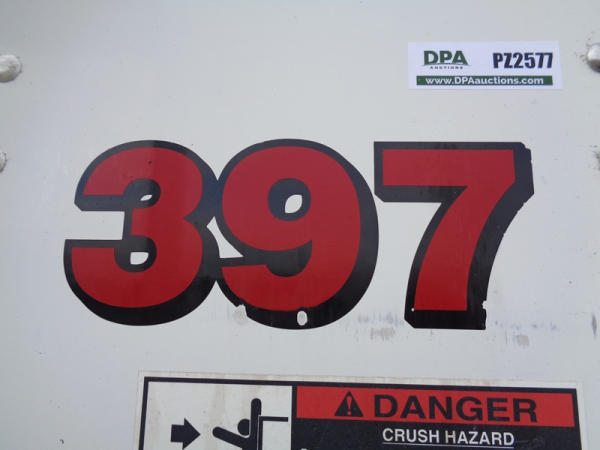 DPA PZ2577
AUCTIONS
www.DPAauctions.com
397
DANGER
CRUSH HAZARD